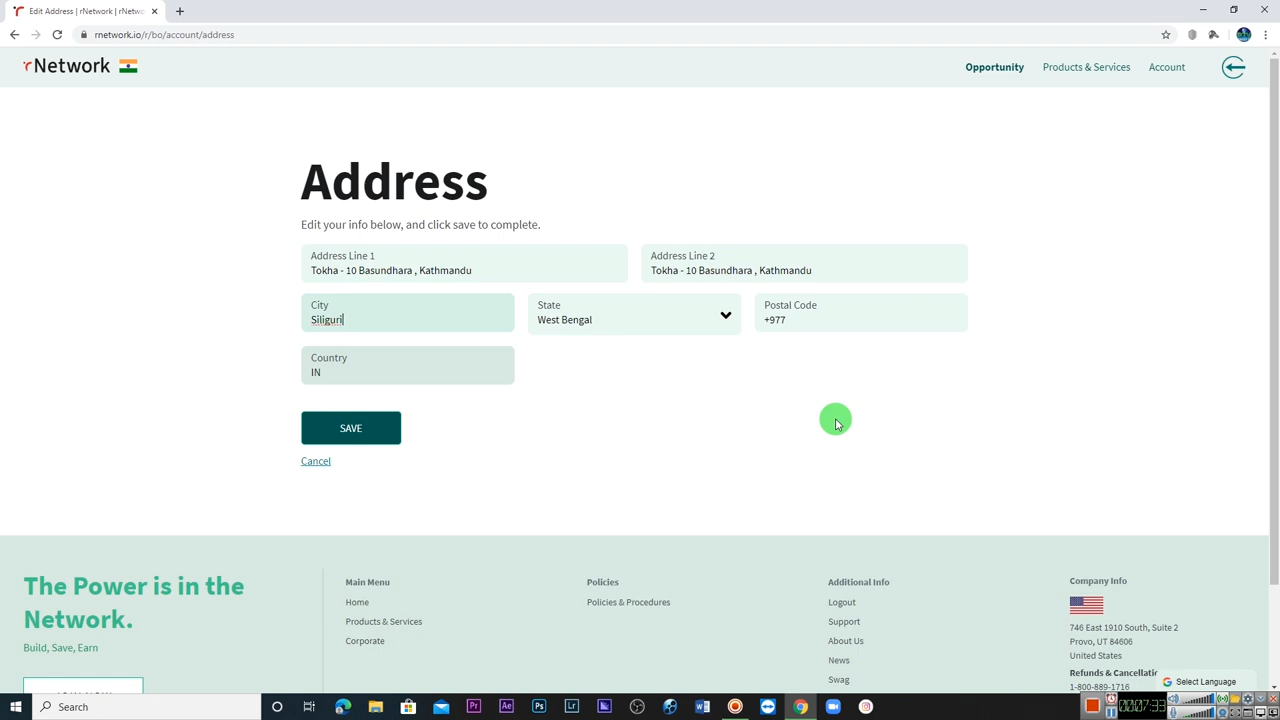 Edit Address | rNetwork | rNetwo
rnetwork.io/r/bo/account/address
rNetwork
Opportunity
Products & Services
Account
Address
Edit your info below, and click save to complete.
Address Line 1
Tokha - 10 Basundhara , Kathmandu
Address Line 2
Tokha - 10 Basundhara , Kathmandu
City
Siliguri
State
West Bengal
Postal Code
+977
Country
IN
SAVE
Cancel
The Power is in the
Network.
Build, Save, Earn
Main Menu
Home
Products & Services
Corporate
Policies
Policies & Procedures
Additional Info
Logout
Support
About Us
News
Swag
Company Info
746 East 1910 South, Suite 2
Provo, UT 84606
United States
Refunds & Cancellatio
1-800-889-1716
Select Language
Search
00:07:33